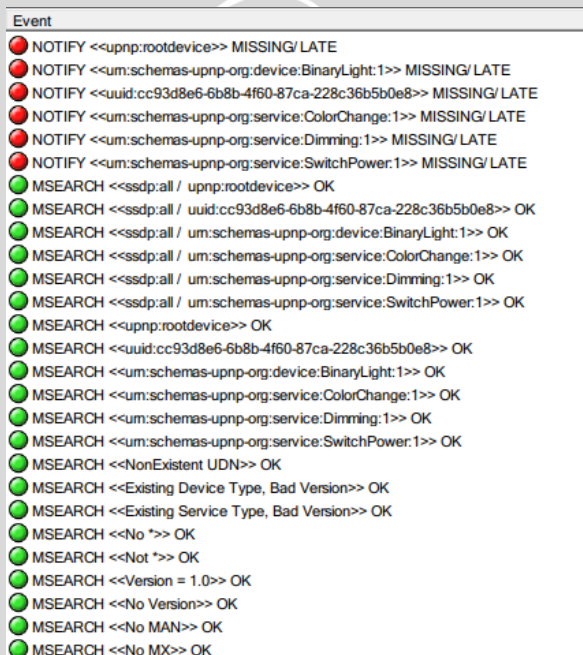 Event
NOTIFY <<upnp:rootdevice>> MISSING/ LATE
NOTIFY <<urn:schemas-upnp-org:device:BinaryLight:1>> MISSING/ LATE
NOTIFY <<uuid:cc93d8e6-6b8b-4f60-87ca-228c36b5b0e8>> MISSING/ LATE
NOTIFY <<urn:schemas-upnp-org:service:ColorChange:1>> MISSING/ LATE
NOTIFY <<urn:schemas-upnp-org:service:Dimming:1>> MISSING/ LATE
NOTIFY <<urn:schemas-upnp-org:service:SwitchPower:1>> MISSING/ LATE
MSEARCH <<ssdp:all / upnp:rootdevice>> OK
MSEARCH <<ssdp:all / uuid:cc93d8e6-6b8b-4f60-87ca-228c36b5b0e8>> OK
MSEARCH <<ssdp:all / urn:schemas-upnp-org:device:BinaryLight:1>> OK
MSEARCH <<ssdp:all / urn:schemas-upnp-org:service:ColorChange:1>> OK
MSEARCH <<ssdp:all / urn:schemas-upnp-org:service:Dimming:1>> OK
MSEARCH <<ssdp:all / urn:schemas-upnp-org:service:SwitchPower:1>> OK
MSEARCH <<upnp:rootdevice>> OK
MSEARCH <<uuid:cc93d8e6-6b8b-4f60-87ca-228c36b5b0e8>> OK
MSEARCH <<urn:schemas-upnp-org:device:BinaryLight:1>> OK
MSEARCH <<urn:schemas-upnp-org:service:ColorChange:1>> OK
MSEARCH <<urn:schemas-upnp-org:service:Dimming:1>> OK
MSEARCH <<urn:schemas-upnp-org:service:SwitchPower:1>> OK
MSEARCH <<NonExistent UDN>> OK
MSEARCH <<Existing Device Type, Bad Version>> OK
MSEARCH <<Existing Service Type, Bad Version>> OK
MSEARCH <<No *>> OK
MSEARCH <<Not *>> OK
MSEARCH <<Version = 1.0>> OK
MSEARCH <<No Version>> OK
MSEARCH <<No MAN>> OK
MSEARCH <<No MX>> OK